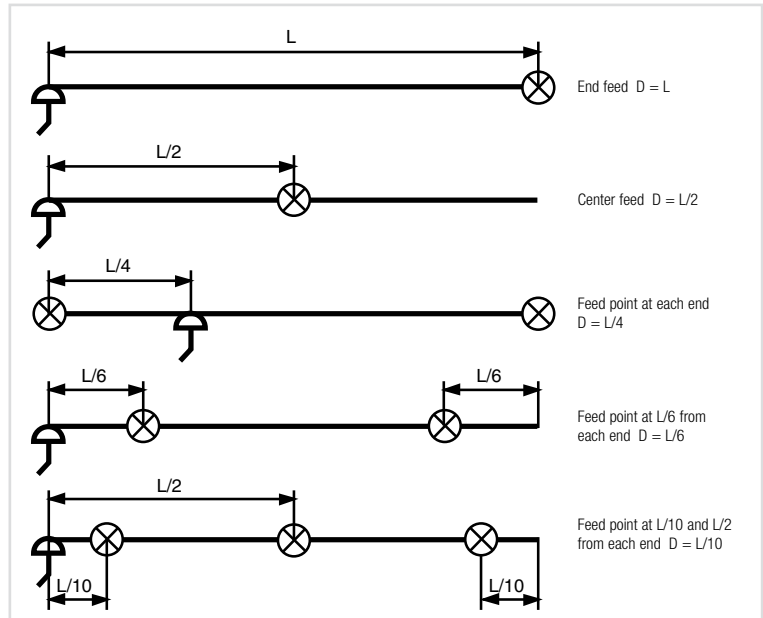 L
End feed D = L
L/2
Center feed D = L/2
L/4
Feed point at each end
D = L/4
L/6
L/6
Feed point at L/6 from
each end D = L/6
L/2
Feed point at L/10 and L/2
from each end D = L/10
L/10
L/10